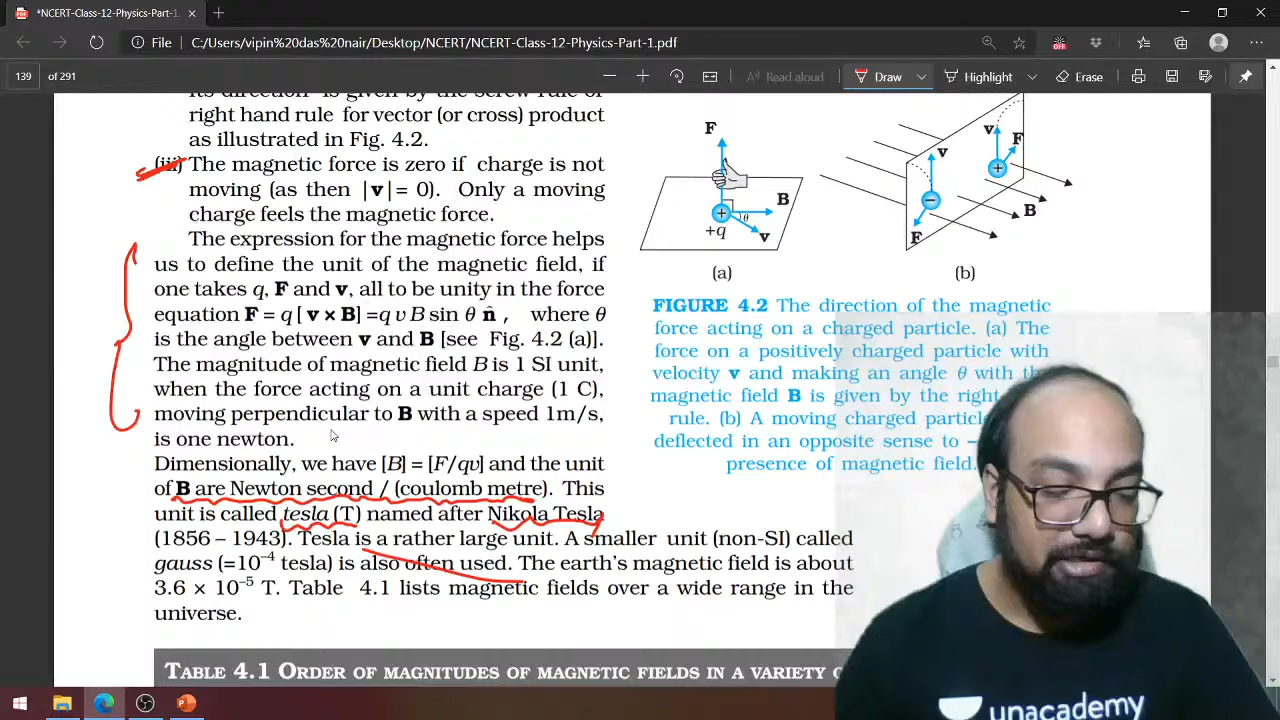 *NCERT-Class-12-Physics-Part-1.
File C:/Users/vipin%20das%20nair/Desktop/NCERT/NCERT-Class-12-Physics-Part-1.pdf
139 of 291 Read aloud Draw Highlight Erase
its direction is given by the screw rule or
right hand rule for vector (or cross) product
as illustrated in Fig. 4.2.
(iii) The magnetic force is zero if charge is not
moving (as then |v|= 0). Only a moving
charge feels the magnetic force.
The expression for the magnetic force helps
us to define the unit of the magnetic field, if
one takes q, F and v, all to be unity in the force
equation F = q [ v × B] =q v B sin θ n̂ , where θ
is the angle between v and B [see Fig. 4.2 (a)].
The magnitude of magnetic field B is 1 SI unit,
when the force acting on a unit charge (1 C),
moving perpendicular to B with a speed 1m/s,
is one newton.
Dimensionally, we have [B] = [F/qv] and the unit
of B are Newton second / (coulomb metre). This
unit is called tesla (T) named after Nikola Tesla
(1856 – 1943). Tesla is a rather large unit. A smaller unit (non-SI) called
gauss (=10⁻⁴ tesla) is also often used. The earth's magnetic field is about
3.6 × 10⁻⁵ T. Table 4.1 lists magnetic fields over a wide range in the
universe.
F
B
θ
+
+q
v
(a)
v
F
+
v
−
F
B
(b)
FIGURE 4.2 The direction of the magnetic
force acting on a charged particle. (a) The
force on a positively charged particle with
velocity v and making an angle θ with the
magnetic field B is given by the right
rule. (b) A moving charged particle
deflected in an opposite sense to –
presence of magnetic field.
TABLE 4.1 ORDER OF MAGNITUDES OF MAGNETIC FIELDS IN A VARIETY O
unacademy